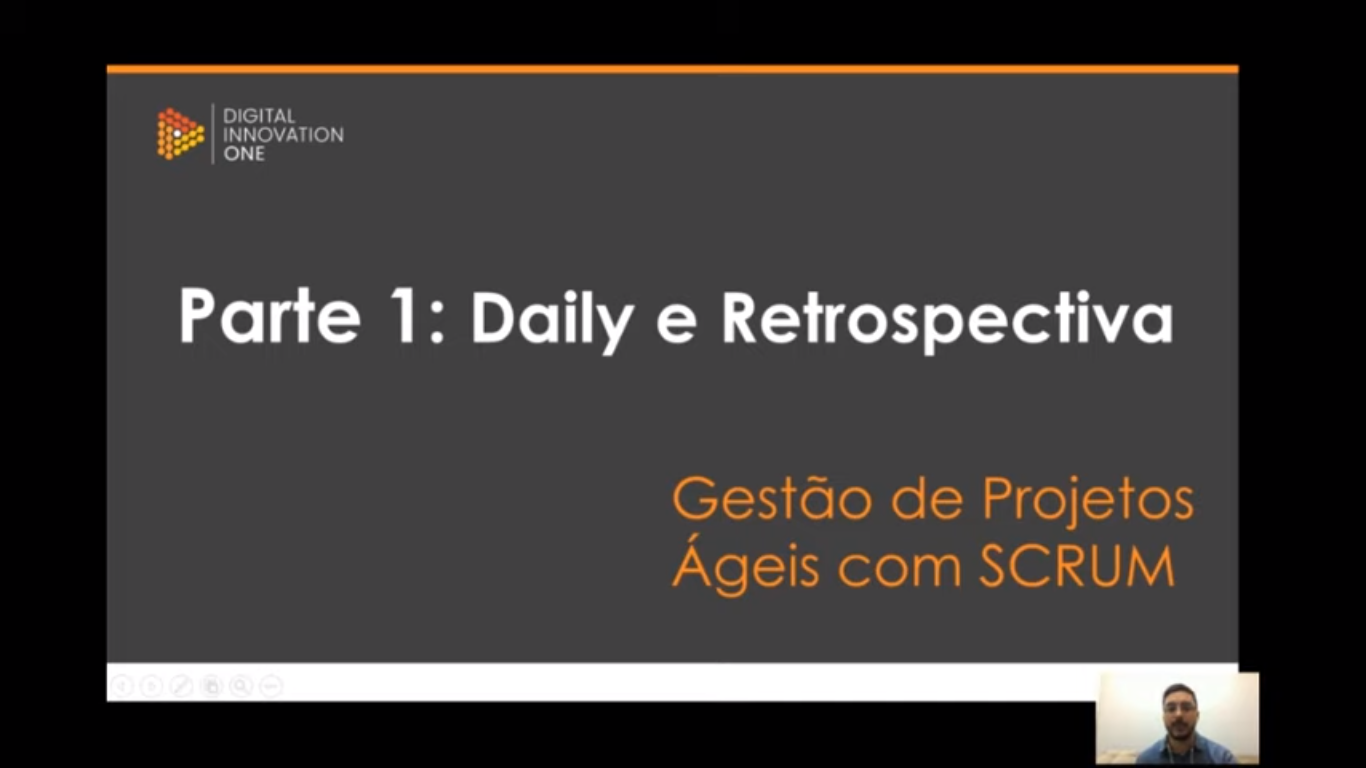 DIGITAL
INNOVATION
ONE
Parte 1: Daily e Retrospectiva
Gestão de Projetos
Ágeis com SCRUM